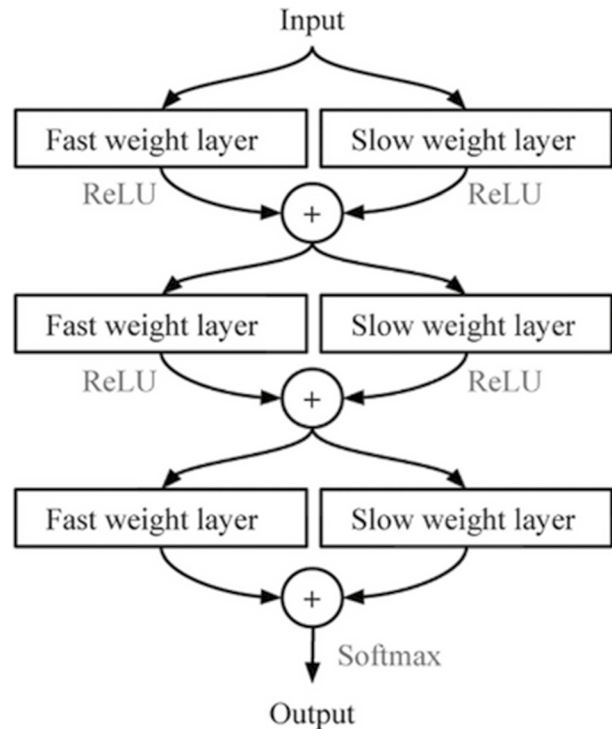 Input
Fast weight layer Slow weight layer
ReLU ReLU
+
Fast weight layer Slow weight layer
ReLU ReLU
+
Fast weight layer Slow weight layer
+
Softmax
Output